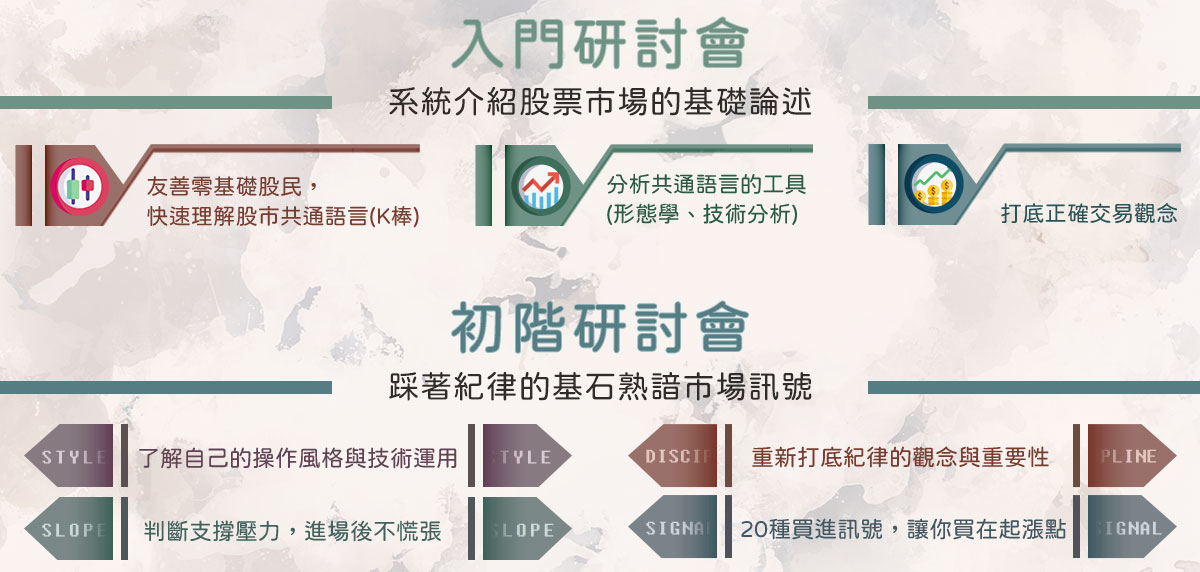 入門研討會
系統介紹股票市場的基礎論述
友善零基礎股民，
快速理解股市共通語言(K棒)
分析共通語言的工具
(形態學、技術分析)
打底正確交易觀念
初階研討會
踩著紀律的基石熟諳市場訊號
STYLE 了解自己的操作風格與技術運用 STYLE
DISCIP 重新打底紀律的觀念與重要性 PLINE
SLOPE 判斷支撐壓力，進場後不慌張 SLOPE
SIGNAL 20種買進訊號，讓你買在起漲點 SIGNAL